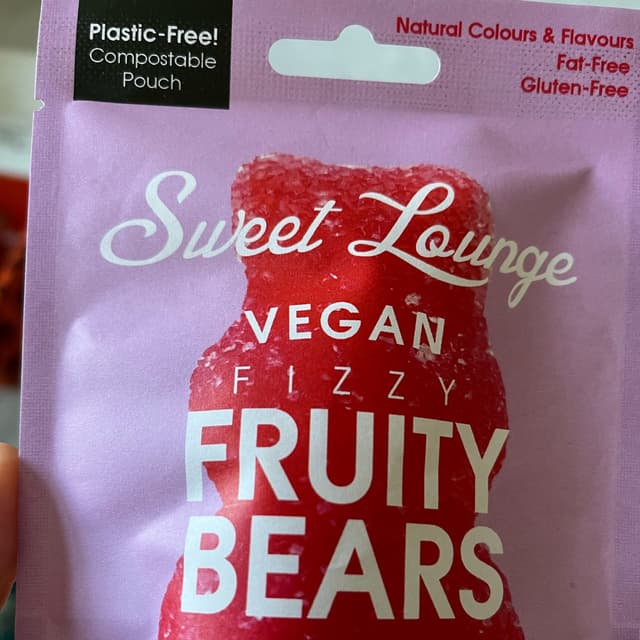 Plastic-Free!
Compostable
Pouch
Natural Colours & Flavours
Fat-Free
Gluten-Free
Sweet Lounge
VEGAN
FIZZY
FRUITY
BEARS